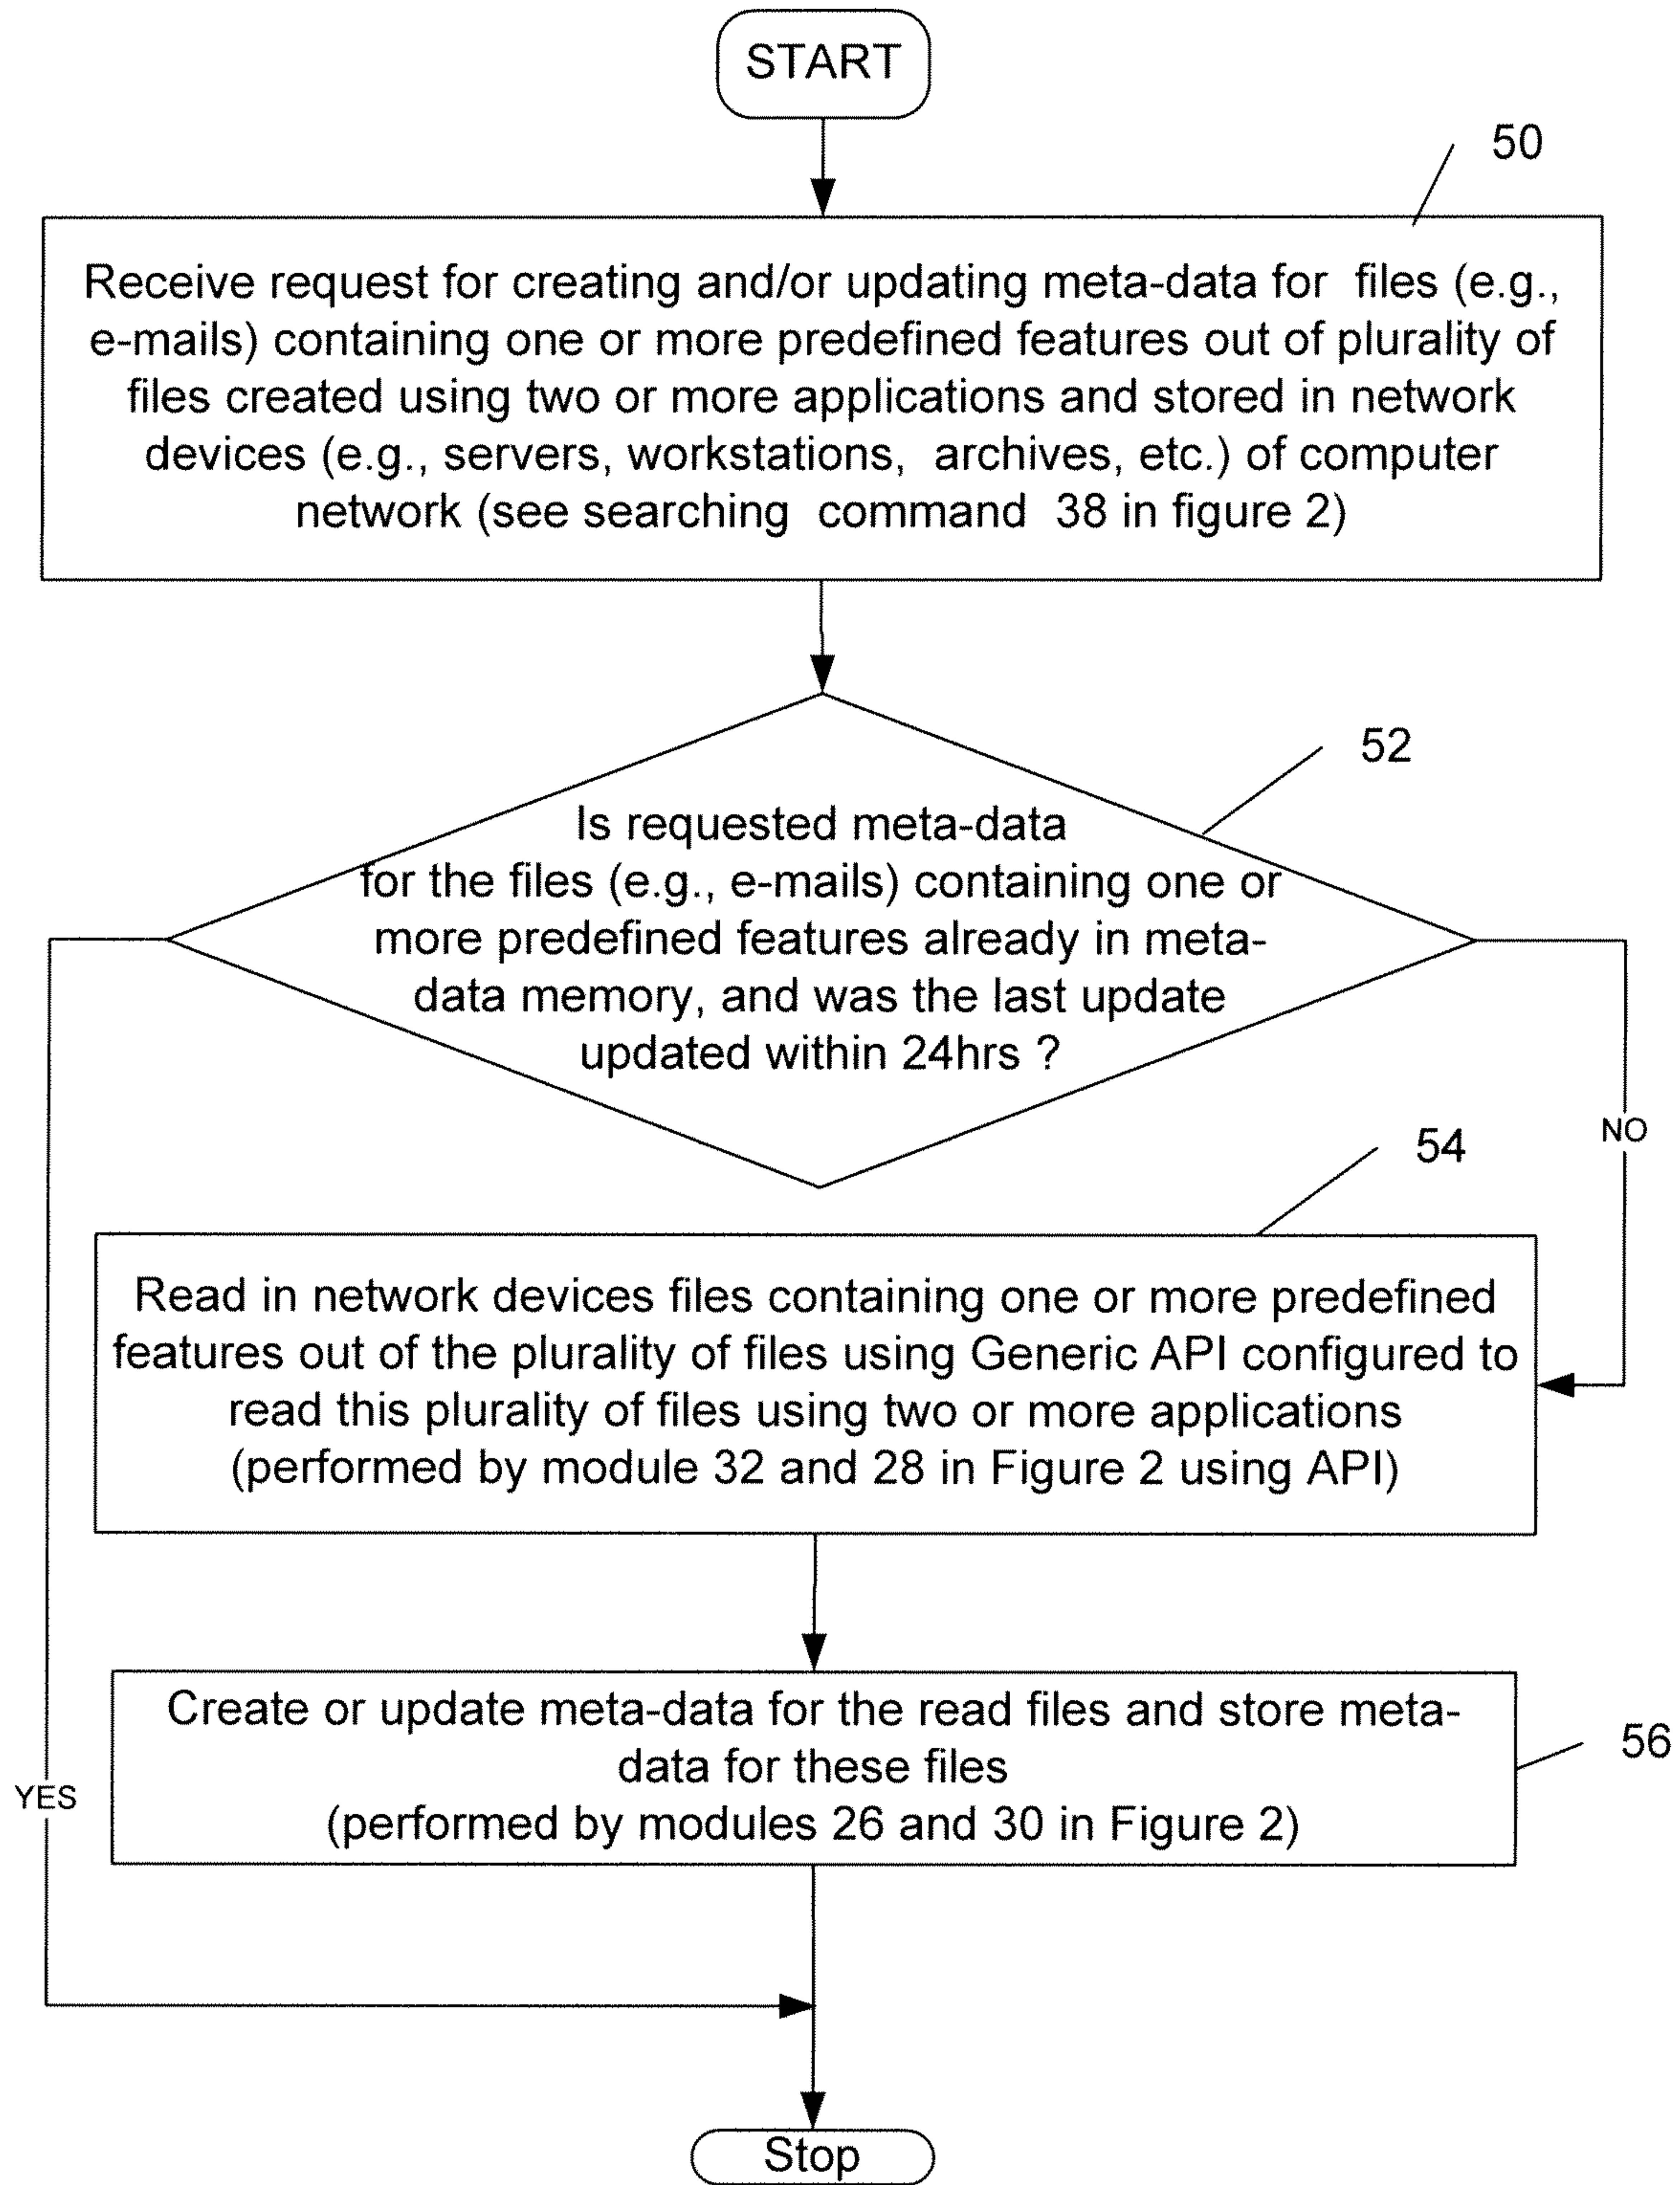 START
50
Receive request for creating and/or updating meta-data for files (e.g.,
e-mails) containing one or more predefined features out of plurality of
files created using two or more applications and stored in network
devices (e.g., servers, workstations, archives, etc.) of computer
network (see searching command 38 in figure 2)
52
Is requested meta-data
for the files (e.g., e-mails) containing one or
more predefined features already in meta-
data memory, and was the last update
updated within 24hrs ?
NO
54
Read in network devices files containing one or more predefined
features out of the plurality of files using Generic API configured to
read this plurality of files using two or more applications
(performed by module 32 and 28 in Figure 2 using API)
Create or update meta-data for the read files and store meta-
data for these files
(performed by modules 26 and 30 in Figure 2)
56
YES
Stop